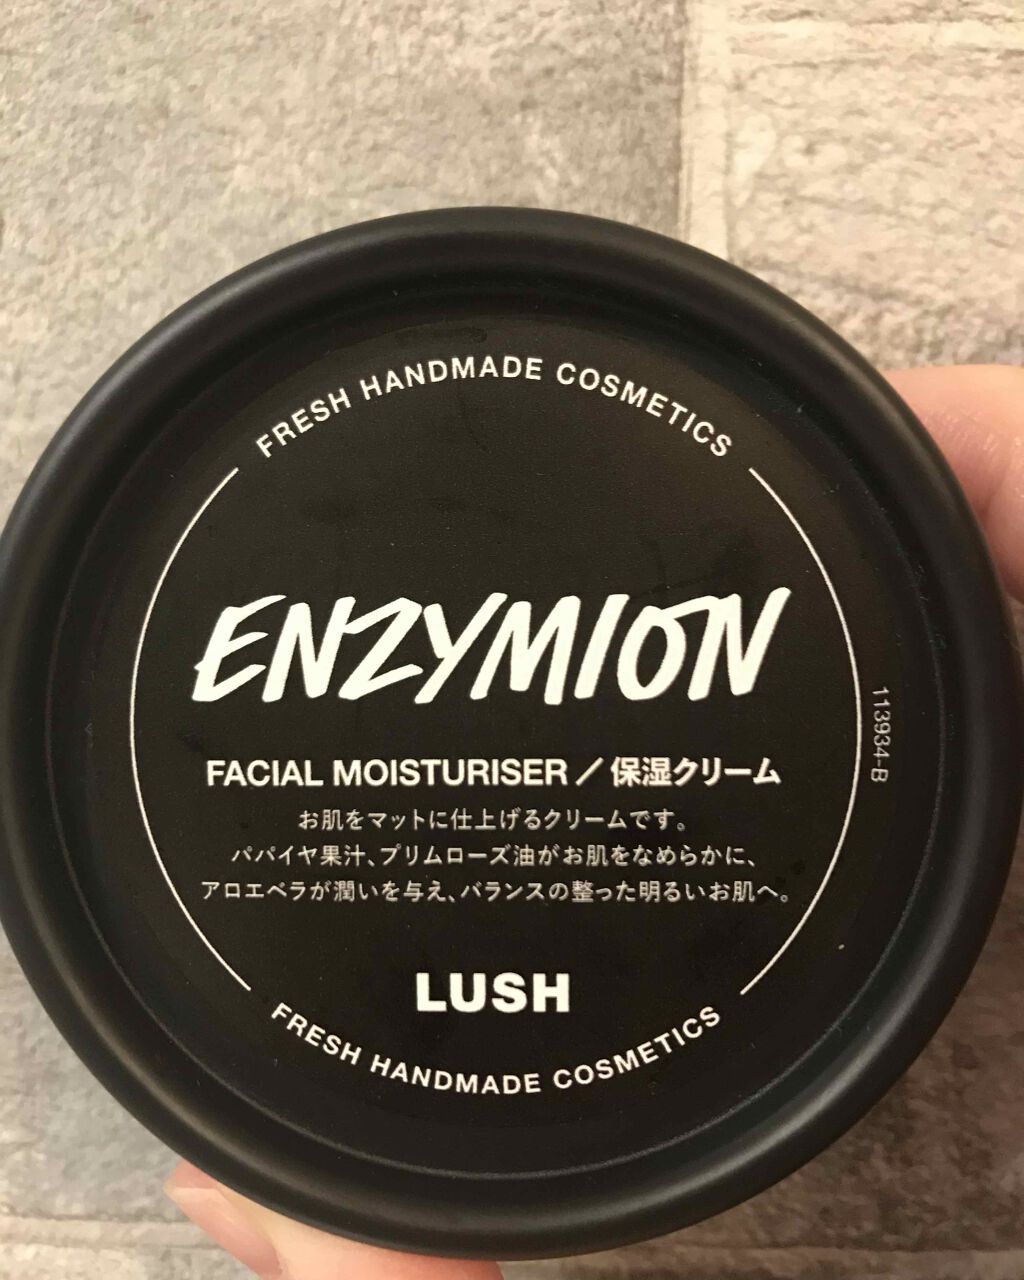 FRESH HANDMADE COSMETICS
ENZYMION
FACIAL MOISTURISER／保湿クリーム
お肌をマットに仕上げるクリームです。
パパイヤ果汁、プリムローズ油がお肌をなめらかに、
アロエベラが潤いを与え、バランスの整った明るいお肌へ。
LUSH
FRESH HANDMADE COSMETICS
113934-B